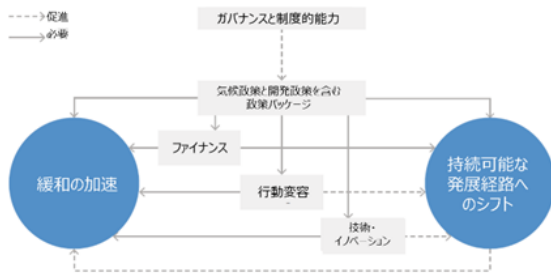 促進
必要
ガバナンスと制度的能力
気候政策と開発政策を含む
政策パッケージ
ファイナンス
緩和の加速
行動変容
持続可能な
発展経路へ
のシフト
技術・
イノベーション